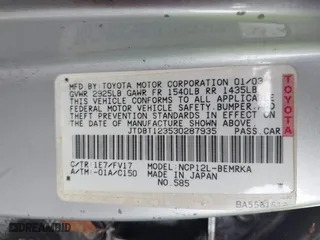 MFD BY TOYOTA MOTOR CORPORATION 01/03
GVWR 2925LB GAWR FR 1540LB RR 1435LB
THIS VEHICLE CONFORMS TO ALL APPLICABLE
FEDERAL MOTOR VEHICLE SAFETY, BUMPER, AND
THEFT PREVENTION STANDARDS IN EFFECT ON
THE DATE OF MANUFACTURE SHOWN ABOVE.
JTDBT123530287935 PASS. CAR
C/TR 1E7/FV17 MODEL NCP12L-BEMRKA
A/TM -01A/C150 MADE IN JAPAN
NO.585
DREAMBID